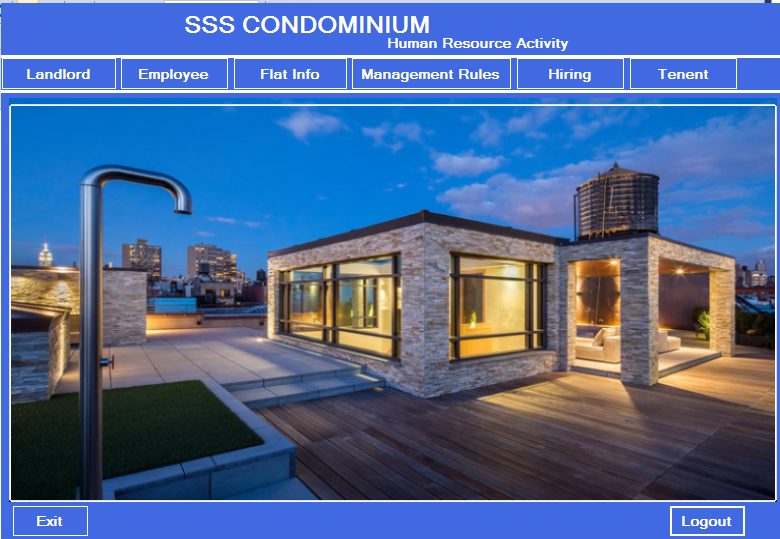 SSS CONDOMINIUM
Human Resource Activity
Landlord Employee Flat Info Management Rules Hiring Tenent
Exit Logout